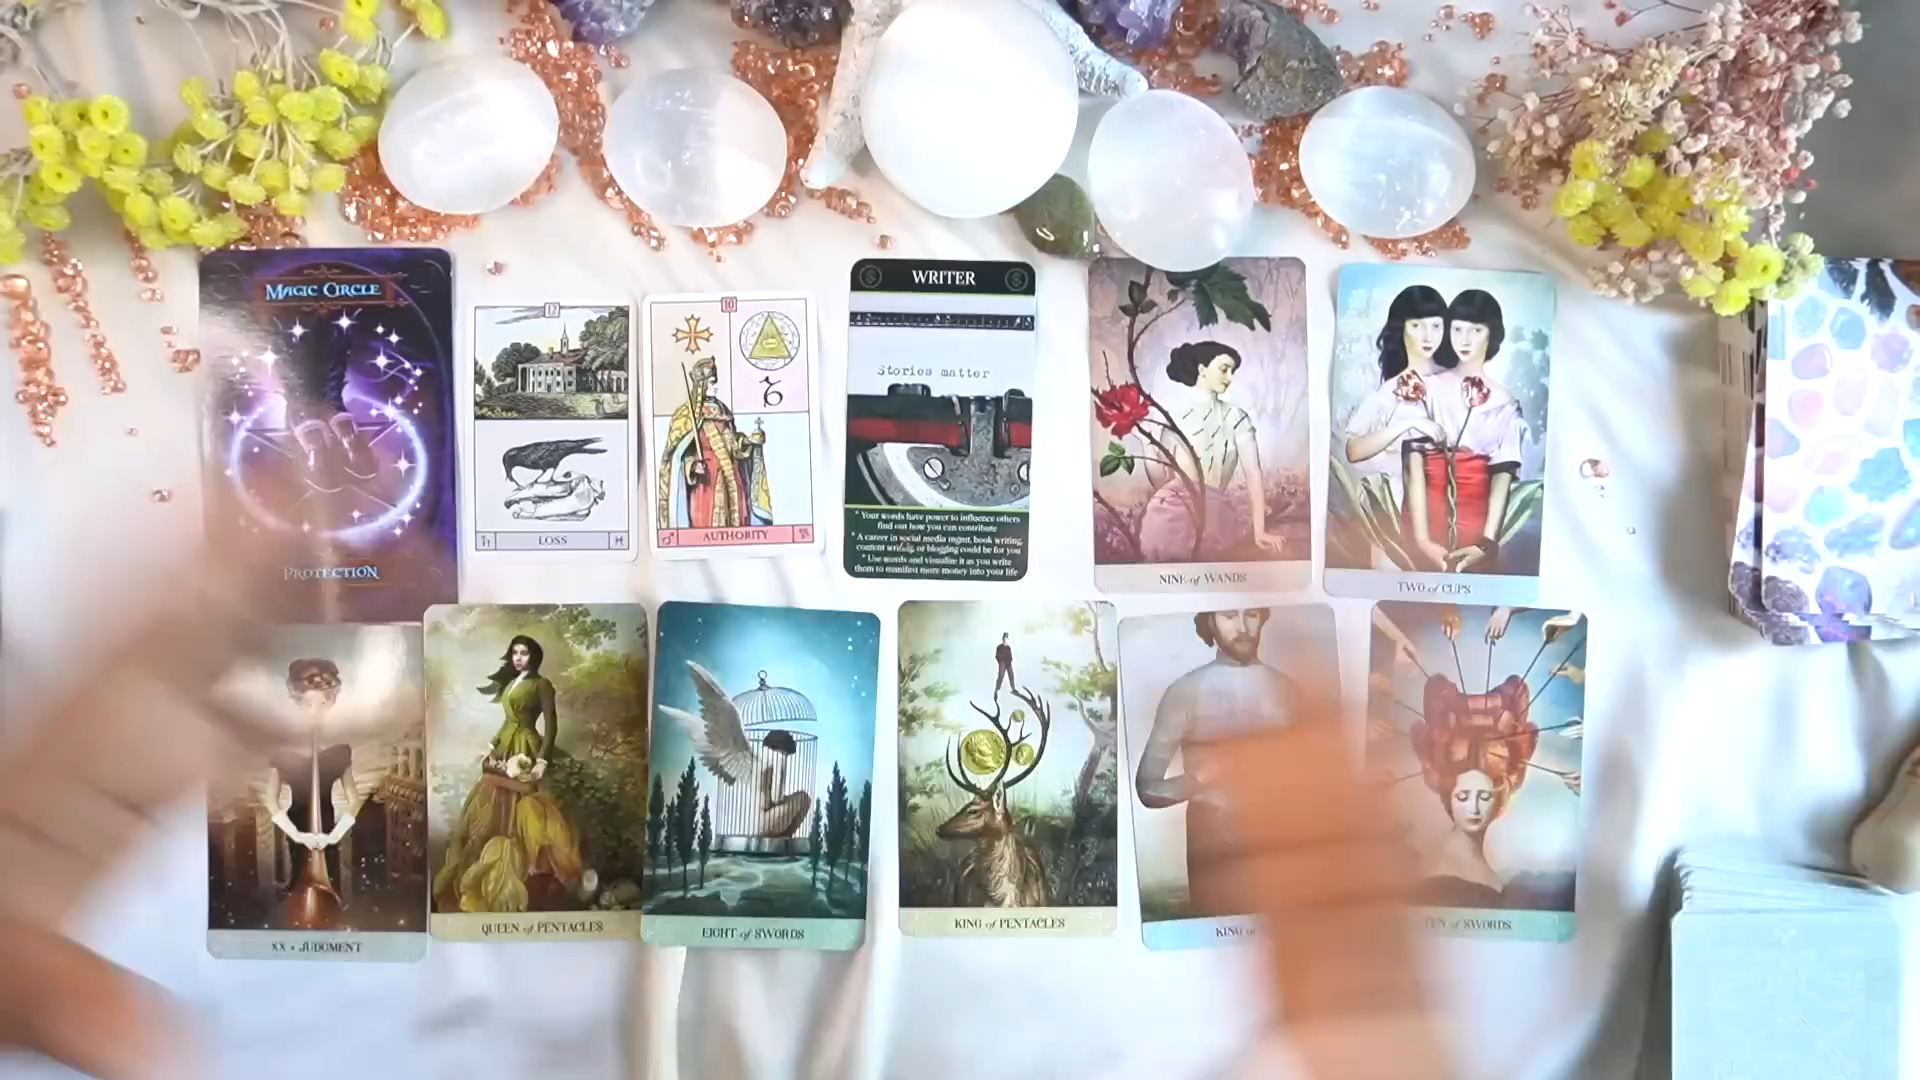 MAGIC CIRCLE
PROTECTION
12
LOSS
10
AUTHORITY
WRITER
Stories matter
* Your words have power to influence others
find out how you can contribute
* A career in social media mgmt, book writing,
content writing, or blogging could be for you
* Use words and visualize it as you write
them to manifest more money into your life
NINE of WANDS
TWO of CUPS
XX • JUDGMENT
QUEEN of PENTACLES
EIGHT of SWORDS
KING of PENTACLES
KING
TEN of SWORDS